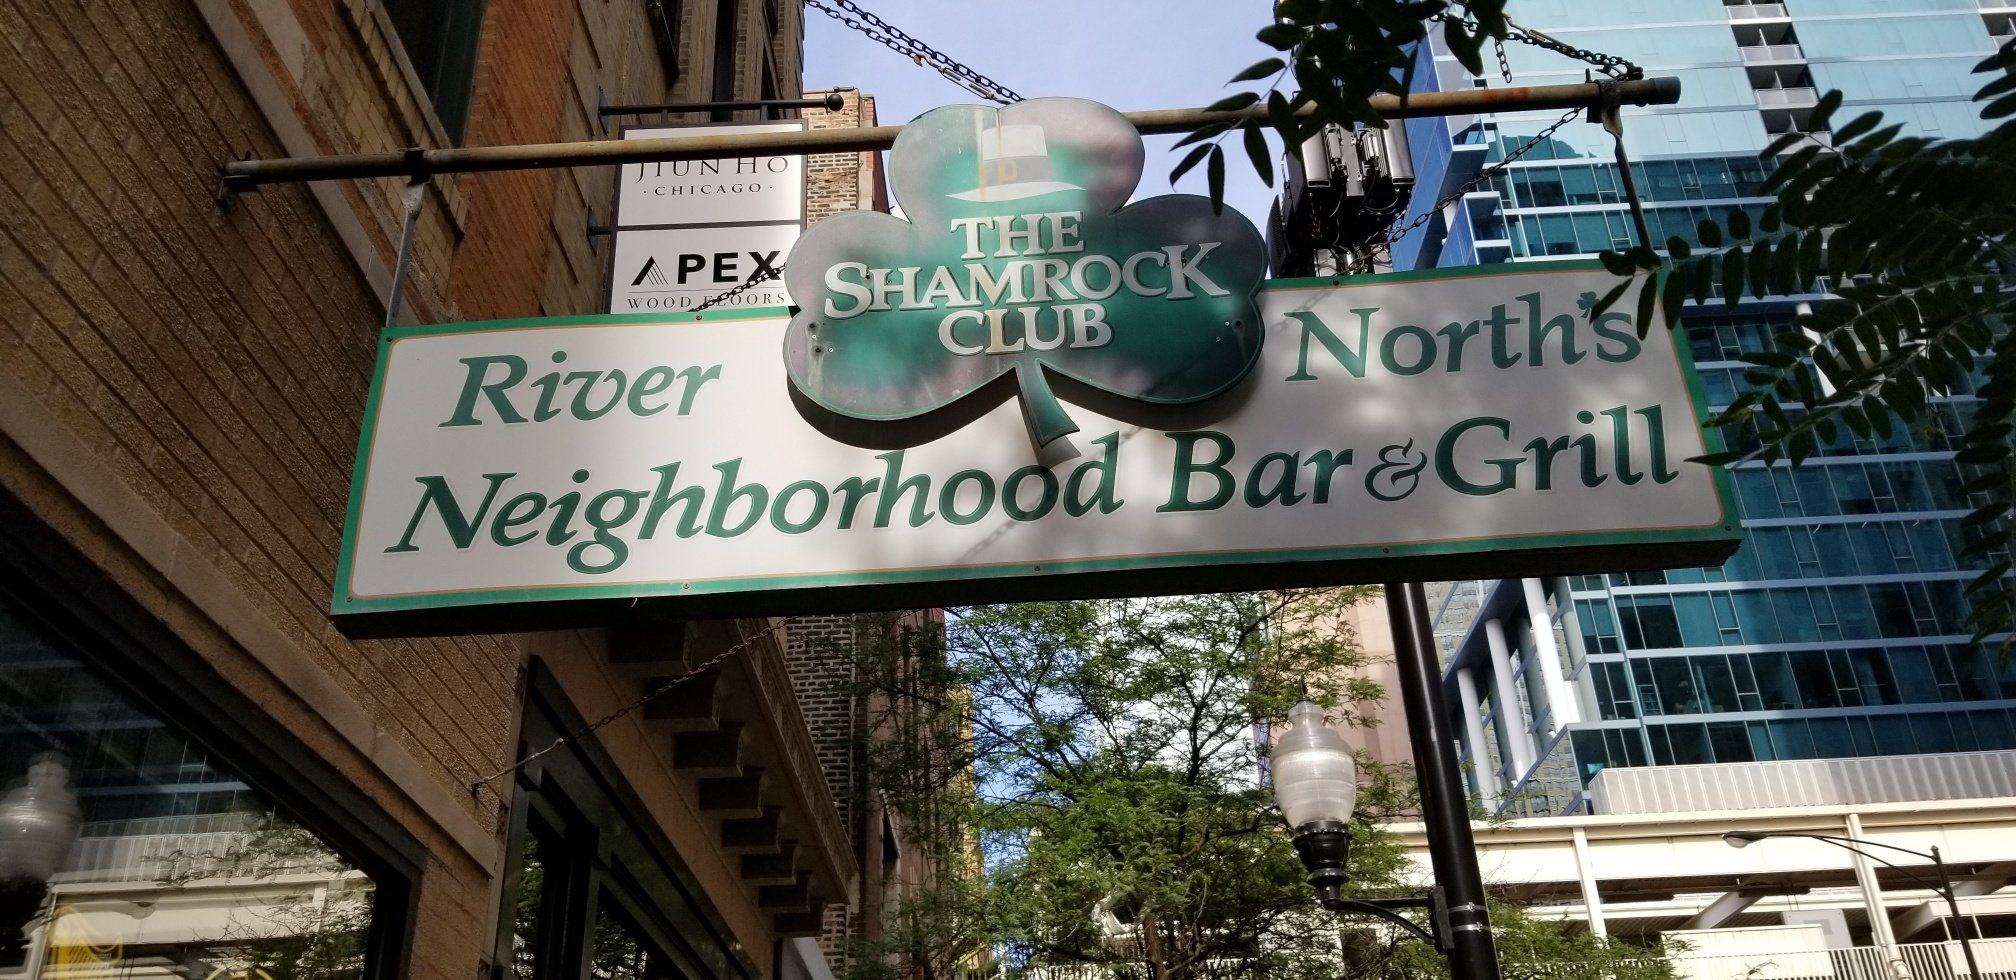 JIUN HO
·CHICAGO·
APEX
WOOD FLOORS
THE
SHAMROCK
CLUB
River North's
Neighborhood Bar & Grill